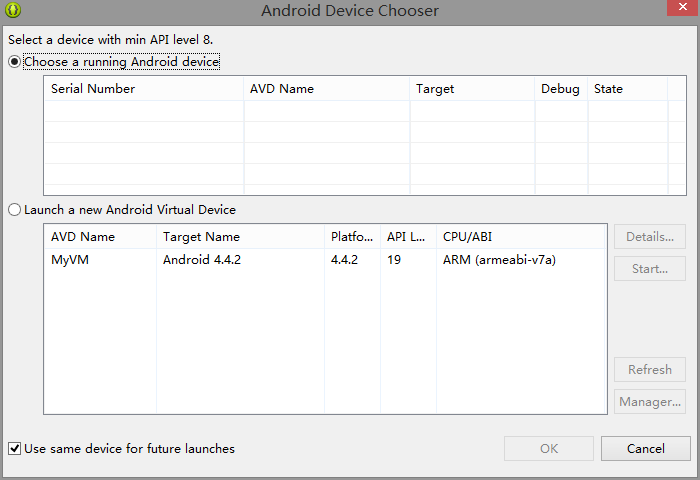 Android Device Chooser
Select a device with min API level 8.
Choose a running Android device
Serial Number AVD Name Target Debug State
Launch a new Android Virtual Device
AVD Name Target Name Platfo... API L... CPU/ABI
MyVM Android 4.4.2 4.4.2 19 ARM (armeabi-v7a)
Details...
Start...
Refresh
Manager...
Use same device for future launches
OK Cancel